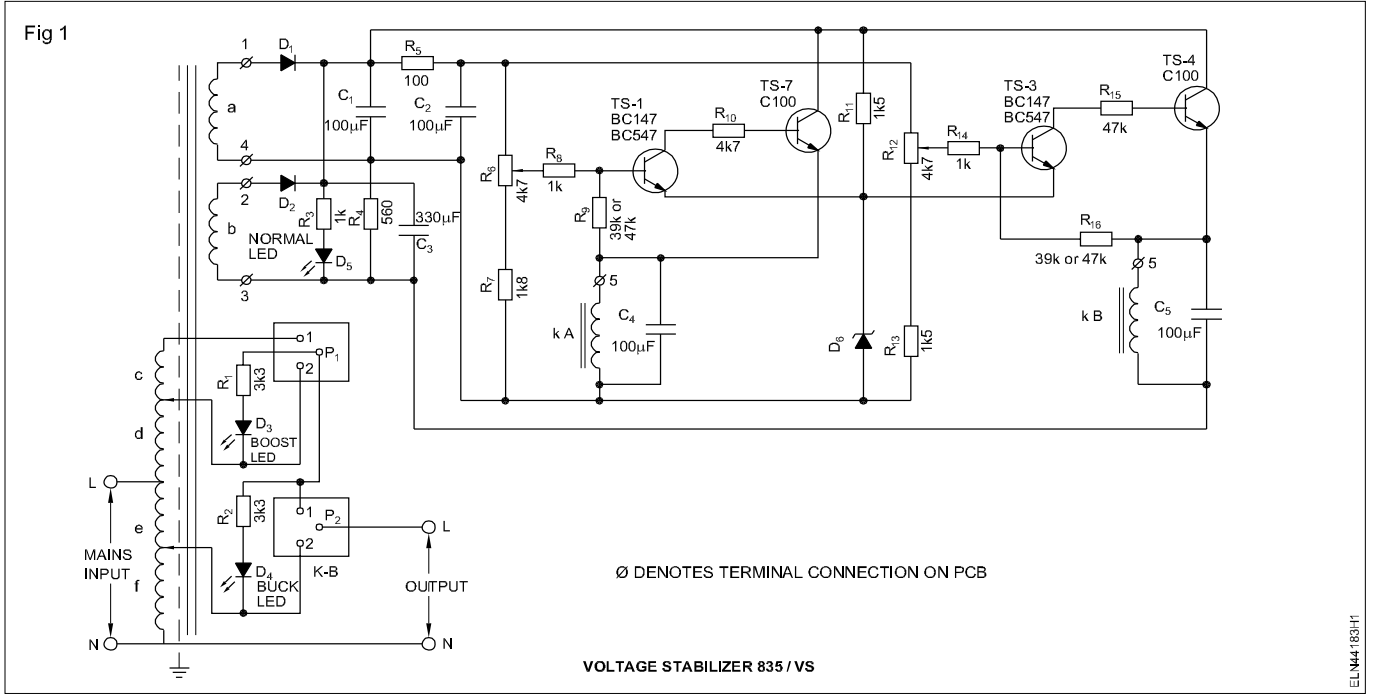 Fig 1
1
D1
R5
100
a
C1
100μF
C2
100μF
4
2
D2
b
R3
1k
R4
560
330μF
C3
NORMAL
LED
D5
3
R6
4k7
R8
1k
R9
39k or
47k
R7
1k8
5
k A
C4
100μF
TS-1
BC147
BC547
R10
4k7
TS-7
C100
R11
1k5
R12
4k7
R14
1k
D6
R13
1k5
TS-3
BC147
BC547
R15
47k
TS-4
C100
R16
39k or 47k
5
k B
C5
100μF
c
d
e
f
1
P1
2
R1
3k3
D3
BOOST
LED
R2
3k3
1
P2
2
K-B
D4
BUCK
LED
L
MAINS
INPUT
N
L
OUTPUT
N
Ø DENOTES TERMINAL CONNECTION ON PCB
VOLTAGE STABILIZER 835 / VS
ELN44183H1